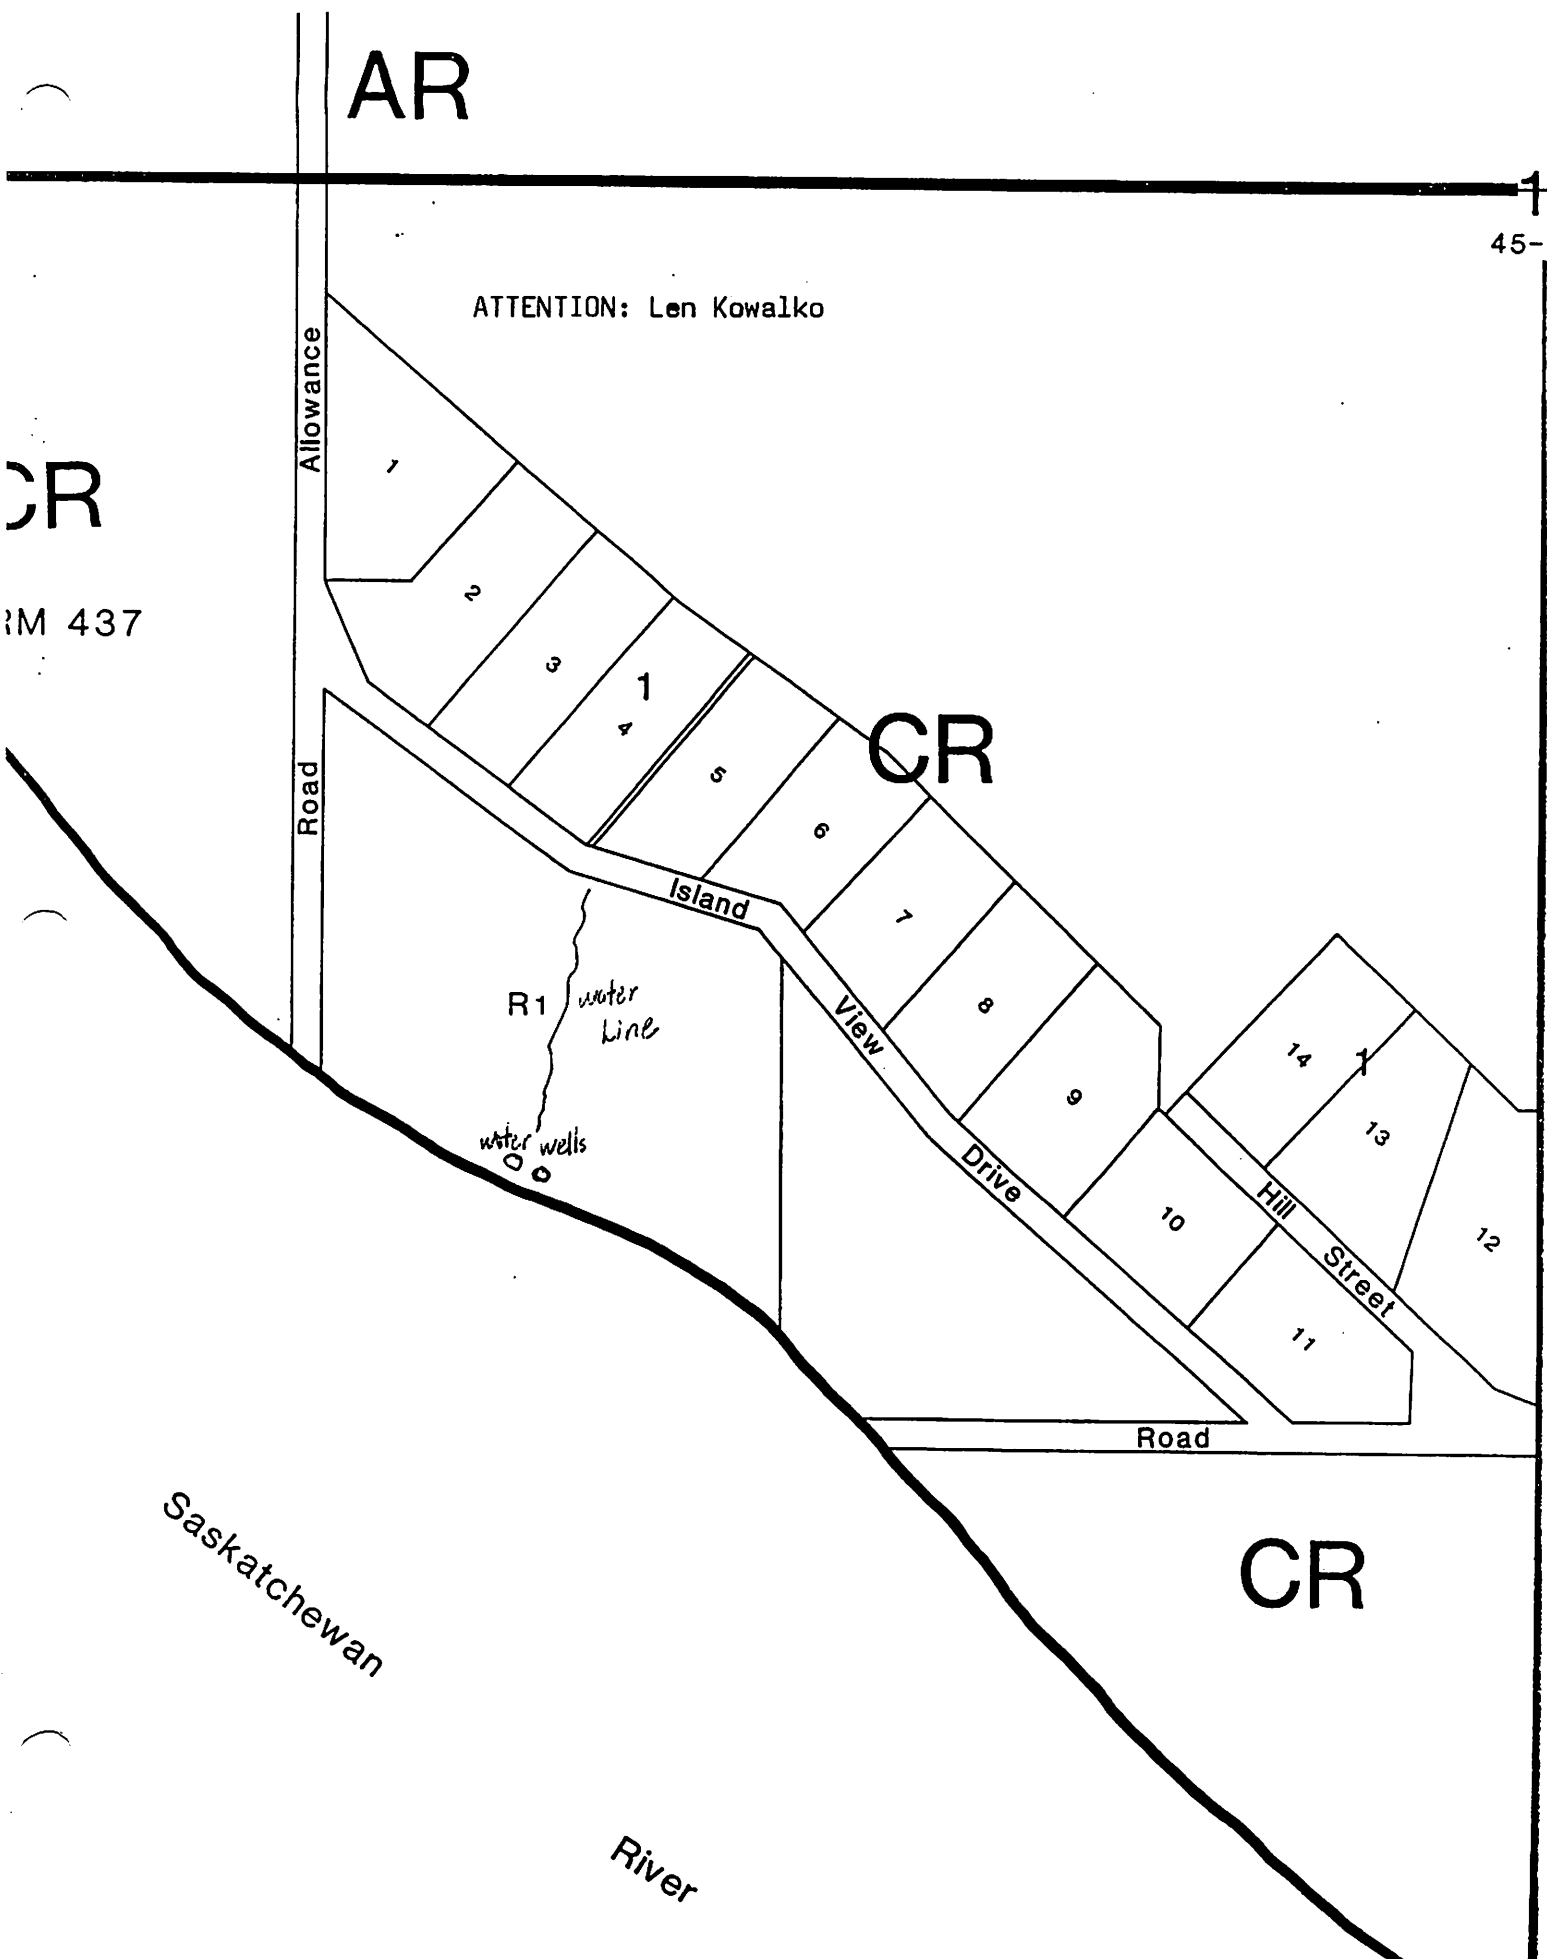 AR
1
45-
ATTENTION: Len Kowalko
Allowance
1
CR
2
RM 437
3
1
4
CR
5
Road
6
Island
7
R1
water
Line
View
8
14
1
9
13
water wells
Drive
Hill
10
12
Street
11
Road
Saskatchewan
CR
River